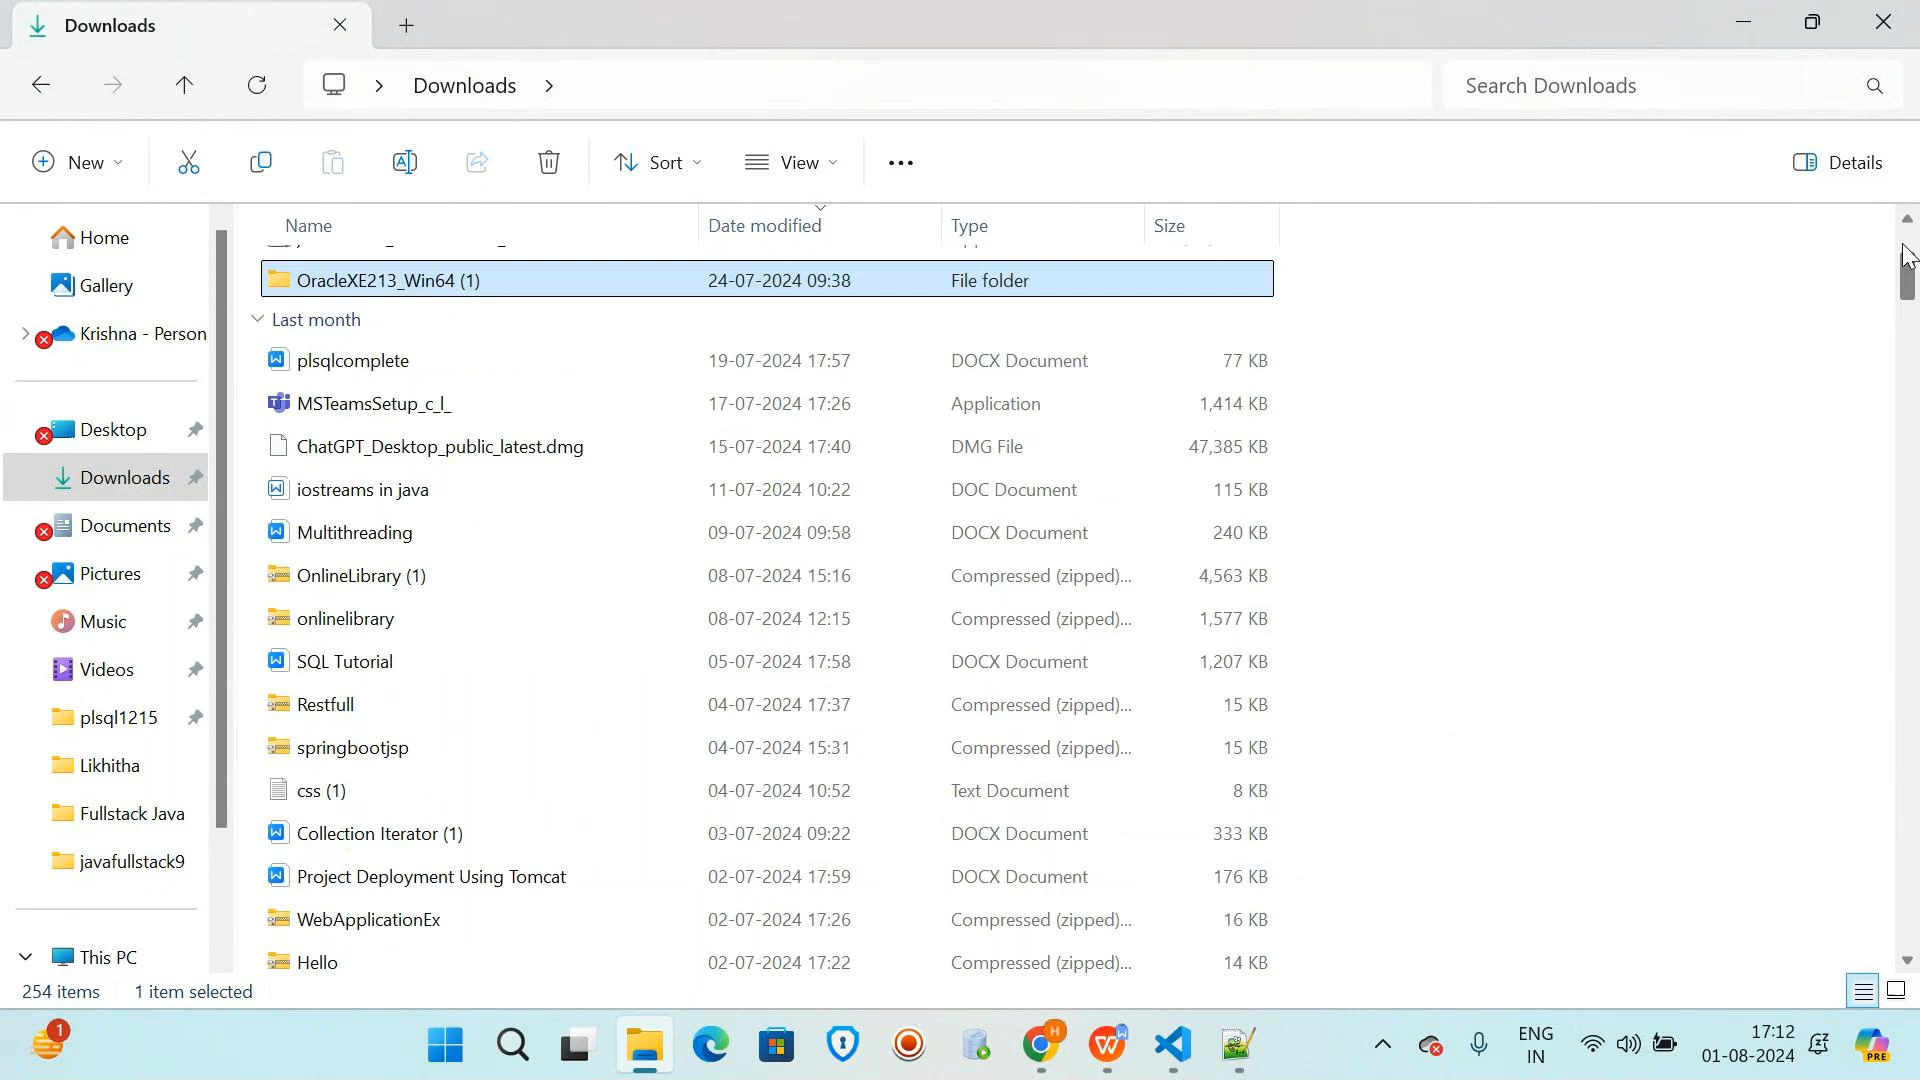 Downloads
Downloads
Search Downloads
New
Sort
View
Details
Name Date modified Type Size
OracleXE213_Win64 (1) 24-07-2024 09:38 File folder
Last month
plsqlcomplete 19-07-2024 17:57 DOCX Document 77 KB
MSTeamsSetup_c_l_ 17-07-2024 17:26 Application 1,414 KB
ChatGPT_Desktop_public_latest.dmg 15-07-2024 17:40 DMG File 47,385 KB
iostreams in java 11-07-2024 10:22 DOC Document 115 KB
Multithreading 09-07-2024 09:58 DOCX Document 240 KB
OnlineLibrary (1) 08-07-2024 15:16 Compressed (zipped)... 4,563 KB
onlinelibrary 08-07-2024 12:15 Compressed (zipped)... 1,577 KB
SQL Tutorial 05-07-2024 17:58 DOCX Document 1,207 KB
Restfull 04-07-2024 17:37 Compressed (zipped)... 15 KB
springbootjsp 04-07-2024 15:31 Compressed (zipped)... 15 KB
css (1) 04-07-2024 10:52 Text Document 8 KB
Collection Iterator (1) 03-07-2024 09:22 DOCX Document 333 KB
Project Deployment Using Tomcat 02-07-2024 17:59 DOCX Document 176 KB
WebApplicationEx 02-07-2024 17:26 Compressed (zipped)... 16 KB
Hello 02-07-2024 17:22 Compressed (zipped)... 14 KB
Home
Gallery
Krishna - Person
Desktop
Downloads
Documents
Pictures
Music
Videos
plsql1215
Likhitha
Fullstack Java
javafullstack9
This PC
254 items 1 item selected
1
H
W
PRE
ENG
IN
17:12
01-08-2024